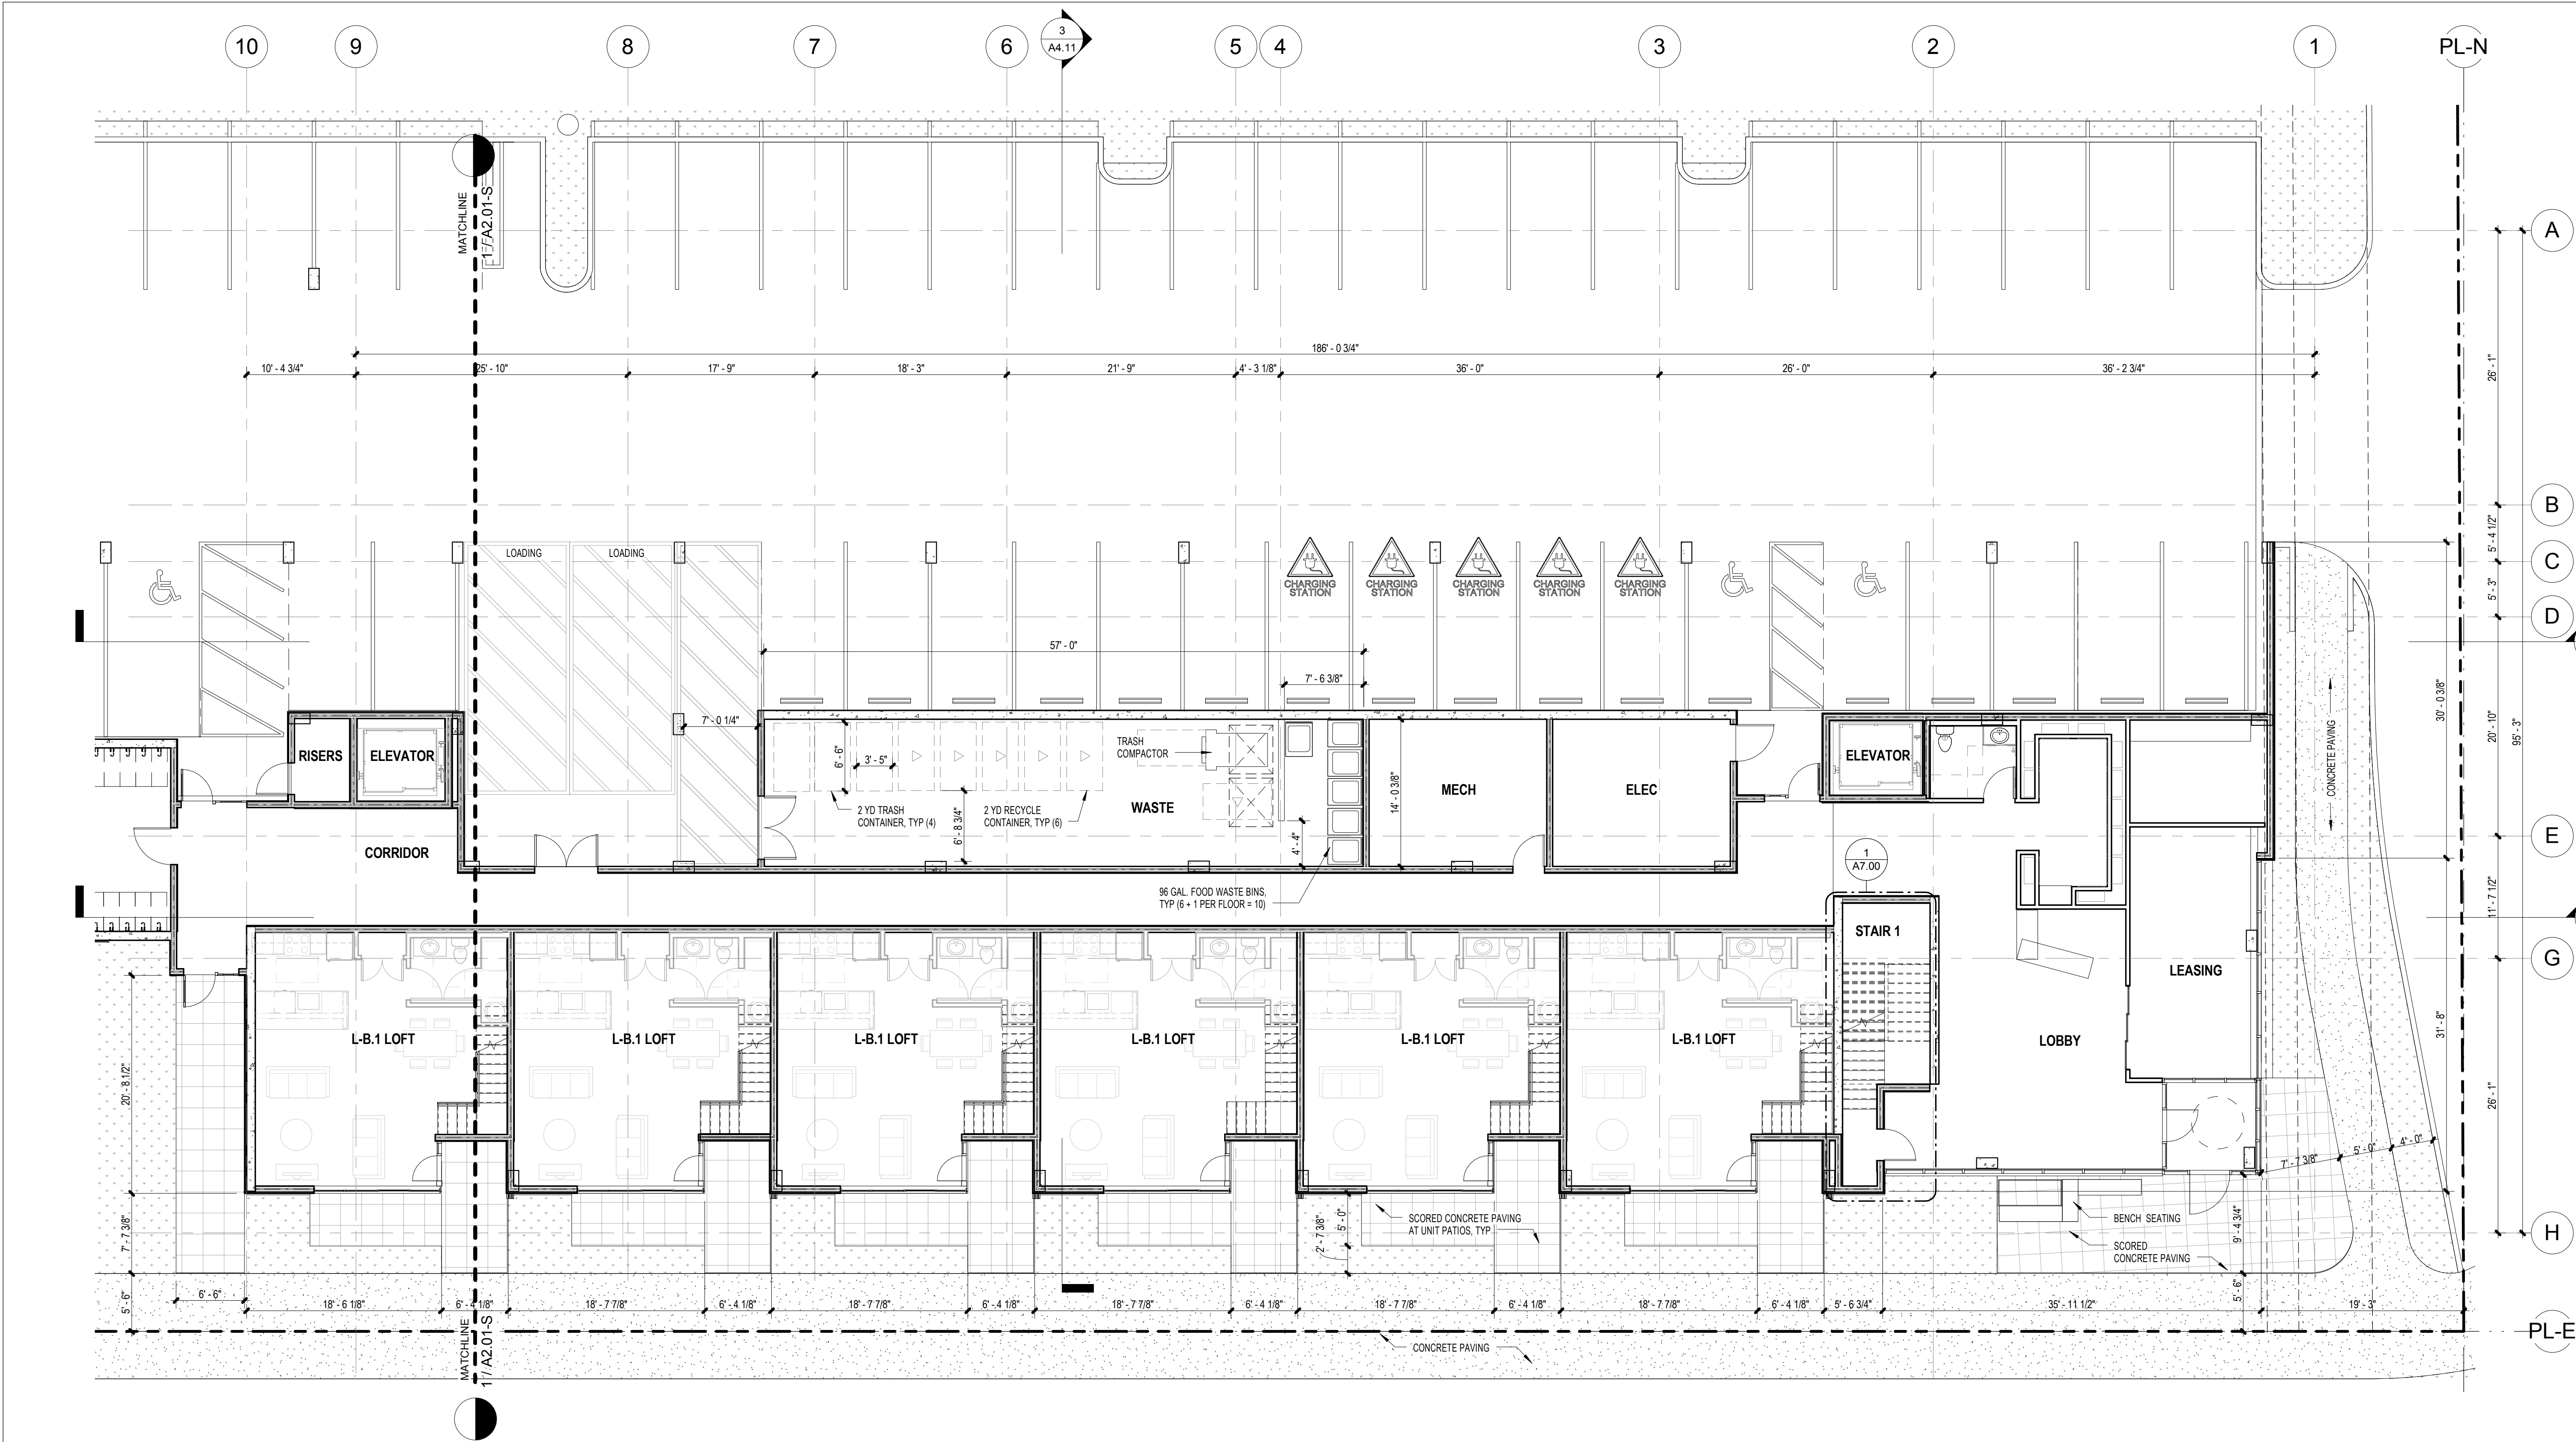 10 9 8 7 6 5 4 3 2 1 PL-N
3
A4.11
A
MATCHLINE
1 / A2.01-S
186' - 0 3/4"
10' - 4 3/4" 25' - 10" 17' - 9" 18' - 3" 21' - 9" 4' - 3 1/8" 36' - 0" 26' - 0" 36' - 2 3/4"
26' - 1"
B
5' - 4 1/2"
LOADING LOADING
C
CHARGING STATION
CHARGING STATION
CHARGING STATION
CHARGING STATION
CHARGING STATION
5' - 3"
D
57' - 0"
7' - 6 3/8"
30' - 0 3/8"
20' - 10"
95' - 3"
7' - 0 1/4"
RISERS
ELEVATOR
6' - 6"
3' - 5"
TRASH
COMPACTOR
ELEVATOR
CONCRETE PAVING
14' - 0 3/8"
MECH
ELEC
WASTE
2 YD TRASH
CONTAINER, TYP (4)
6' - 8 3/4"
2 YD RECYCLE
CONTAINER, TYP (6)
4' - 4"
E
CORRIDOR
1
A7.00
96 GAL. FOOD WASTE BINS,
TYP (6 + 1 PER FLOOR = 10)
11' - 7 1/2"
STAIR 1
G
LEASING
L-B.1 LOFT
L-B.1 LOFT
L-B.1 LOFT
L-B.1 LOFT
L-B.1 LOFT
L-B.1 LOFT
LOBBY
31' - 8"
26' - 1"
20' - 8 1/2"
7' - 7 3/8" 5' - 0" 4' - 0"
7' - 7 3/8"
2' - 7 3/8"
5' - 0"
SCORED CONCRETE PAVING
AT UNIT PATIOS, TYP
BENCH SEATING
9' - 4 3/4"
SCORED
CONCRETE PAVING
H
5' - 6"
6' - 6"
18' - 6 1/8" 6' - 4 1/8" 18' - 7 7/8" 6' - 4 1/8" 18' - 7 7/8" 6' - 4 1/8" 18' - 7 7/8" 6' - 4 1/8" 18' - 7 7/8" 6' - 4 1/8" 18' - 7 7/8" 6' - 4 1/8" 5' - 6 3/4" 35' - 11 1/2" 19' - 3"
5' - 6"
PL-E
MATCHLINE
1 / A2.01-S
CONCRETE PAVING